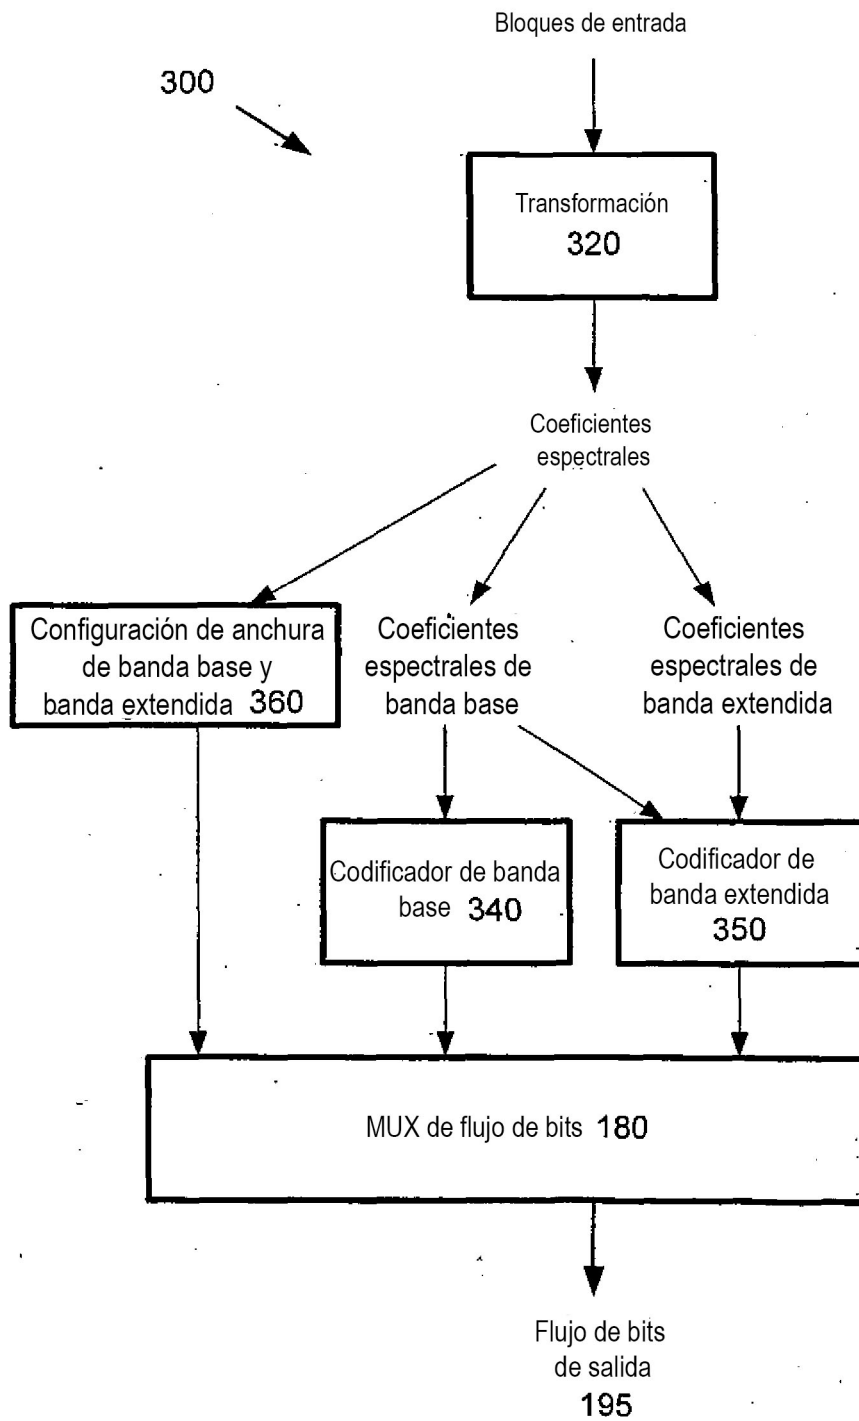 Bloques de entrada
300
Transformación
320
Coeficientes
espectrales
Configuración de anchura
de banda base y
banda extendida 360
Coeficientes
espectrales de
banda base
Coeficientes
espectrales de
banda extendida
Codificador de banda
base 340
Codificador de
banda extendida
350
MUX de flujo de bits 180
Flujo de bits
de salida
195